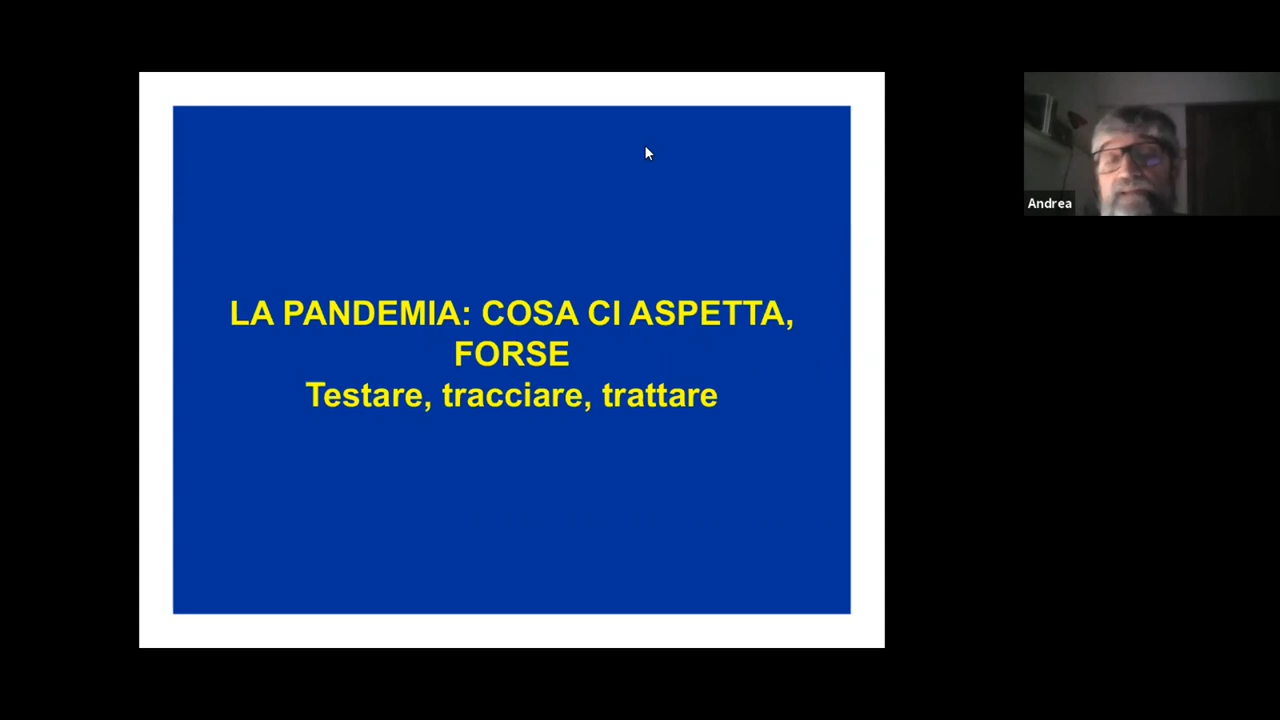 LA PANDEMIA: COSA CI ASPETTA,
FORSE
Testare, tracciare, trattare
Andrea